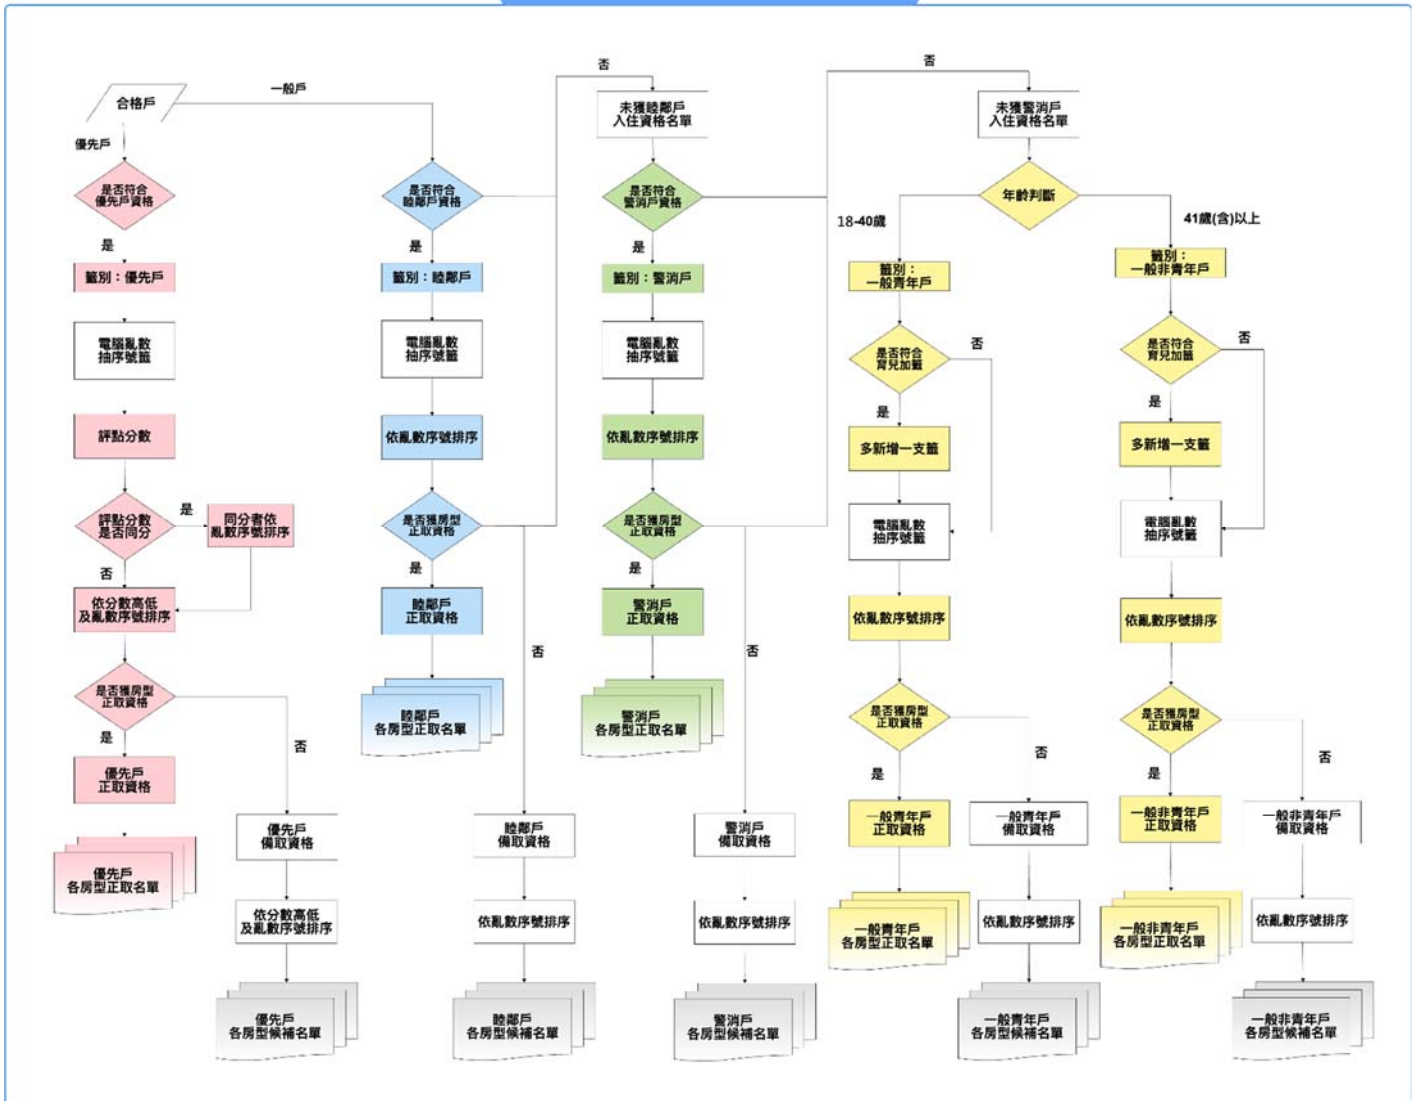 合格戶
一般戶
優先戶
是否符合
優先戶資格
是
籤別：優先戶
電腦亂數
抽序號籤
評點分數
評點分數
是否同分
是
同分者依
亂數序號排序
否
依分數高低
及亂數序號排序
是否獲房型
正取資格
是
優先戶
正取資格
優先戶
各房型正取名單
否
優先戶
備取資格
依分數高低
及亂數序號排序
優先戶
各房型候補名單
是否符合
睦鄰戶資格
是
籤別：睦鄰戶
電腦亂數
抽序號籤
依亂數序號排序
是否獲房型
正取資格
是
睦鄰戶
正取資格
睦鄰戶
各房型正取名單
否
睦鄰戶
備取資格
依亂數序號排序
睦鄰戶
各房型候補名單
否
未獲睦鄰戶
入住資格名單
是否符合
警消戶資格
是
籤別：警消戶
電腦亂數
抽序號籤
依亂數序號排序
是否獲房型
正取資格
是
警消戶
正取資格
警消戶
各房型正取名單
否
警消戶
備取資格
依亂數序號排序
警消戶
各房型候補名單
否
未獲警消戶
入住資格名單
年齡判斷
18-40歲
籤別：
一般青年戶
是否符合
育兒加籤
否
是
多新增一支籤
電腦亂數
抽序號籤
依亂數序號排序
是否獲房型
正取資格
是
一般青年戶
正取資格
一般青年戶
各房型正取名單
否
一般青年戶
備取資格
依亂數序號排序
一般青年戶
各房型候補名單
41歲(含)以上
籤別：
一般非青年戶
是否符合
育兒加籤
否
是
多新增一支籤
電腦亂數
抽序號籤
依亂數序號排序
是否獲房型
正取資格
是
一般非青年戶
正取資格
一般非青年戶
各房型正取名單
否
一般非青年戶
備取資格
依亂數序號排序
一般非青年戶
各房型候補名單